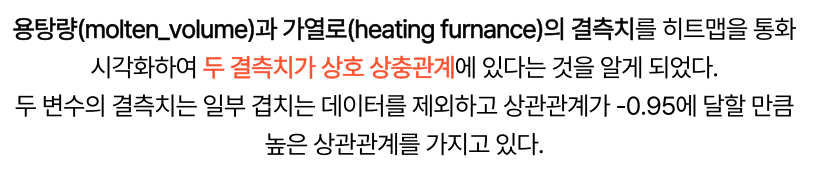 용탕량(molten_volume)과 가열로(heating furnance)의 결측치를 히트맵을 통화
시각화하여 두 결측치가 상호 상충관계에 있다는 것을 알게 되었다.
두 변수의 결측치는 일부 겹치는 데이터를 제외하고 상관관계가 -0.95에 달할 만큼
높은 상관관계를 가지고 있다.